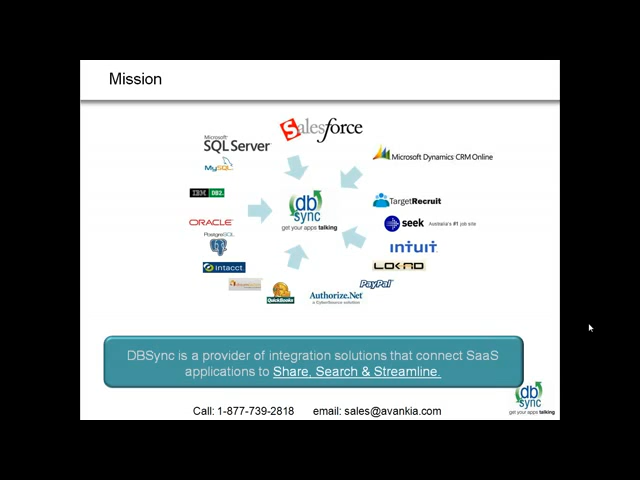 Mission
Salesforce
Microsoft
SQL Server
MySQL
Microsoft Dynamics CRM Online
IBM DB2.
TargetRecruit
db
sync
get your apps talking
seek Australia's #1 job site
ORACLE
PostgreSQL
intuit
intacct.
PayPal
QuickBooks
Authorize.Net
a CyberSource solution
DBSync is a provider of integration solutions that connect SaaS
applications to Share, Search & Streamline.
db
sync
get your apps talking
Call: 1-877-739-2818 email: sales@avankia.com